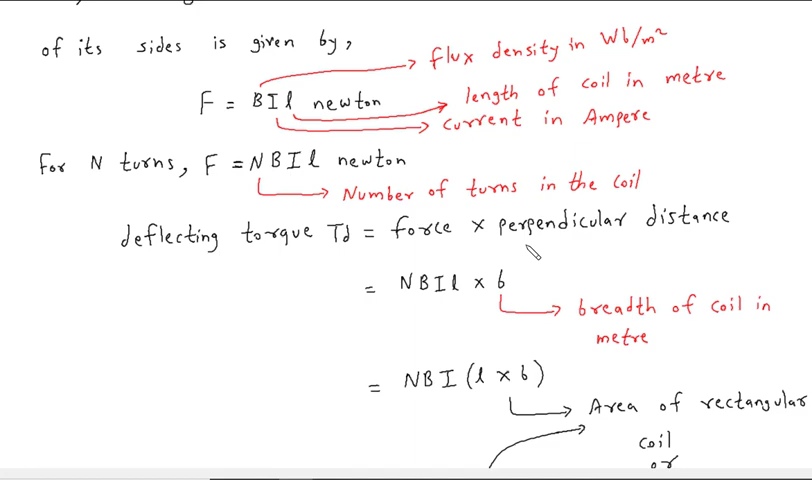 of its sides is given by,
flux density in Wb/m²
F = BIl newton
length of coil in metre
current in Ampere
For N turns, F = NBIl newton
Number of turns in the coil
deflecting torque Td = force × perpendicular distance
= NBIl × b
breadth of coil in metre
= NBI (l × b)
Area of rectangular
coil
or